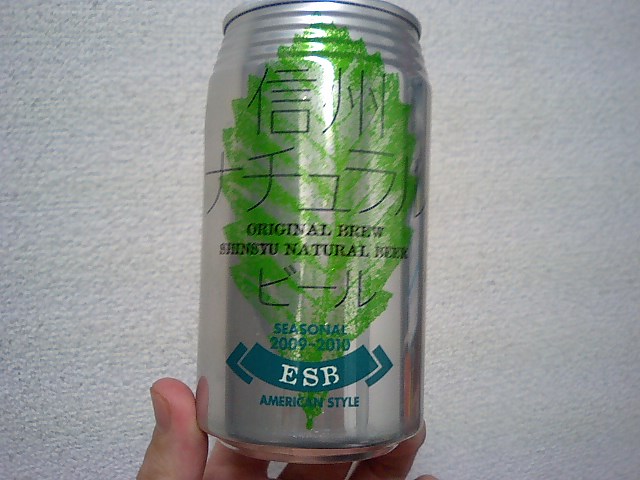 信州
ナチュラル
ORIGINAL BREW
SHINSYU NATURAL BEER
ビール
SEASONAL
2009-2010
ESB
AMERICAN STYLE